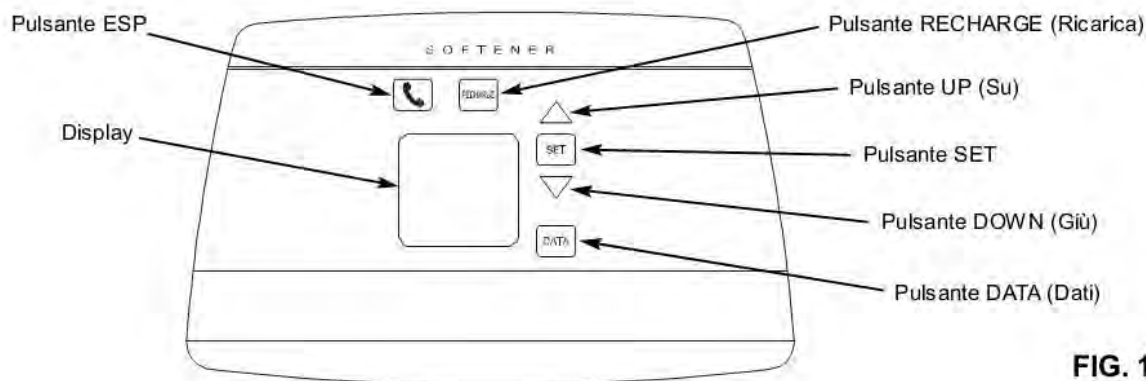 Pulsante ESP
Pulsante RECHARGE (Ricarica)
SOFTENER
RECHARGE
Pulsante UP (Su)
Display
SET
Pulsante SET
Pulsante DOWN (Giù)
DATA
Pulsante DATA (Dati)
FIG. 1